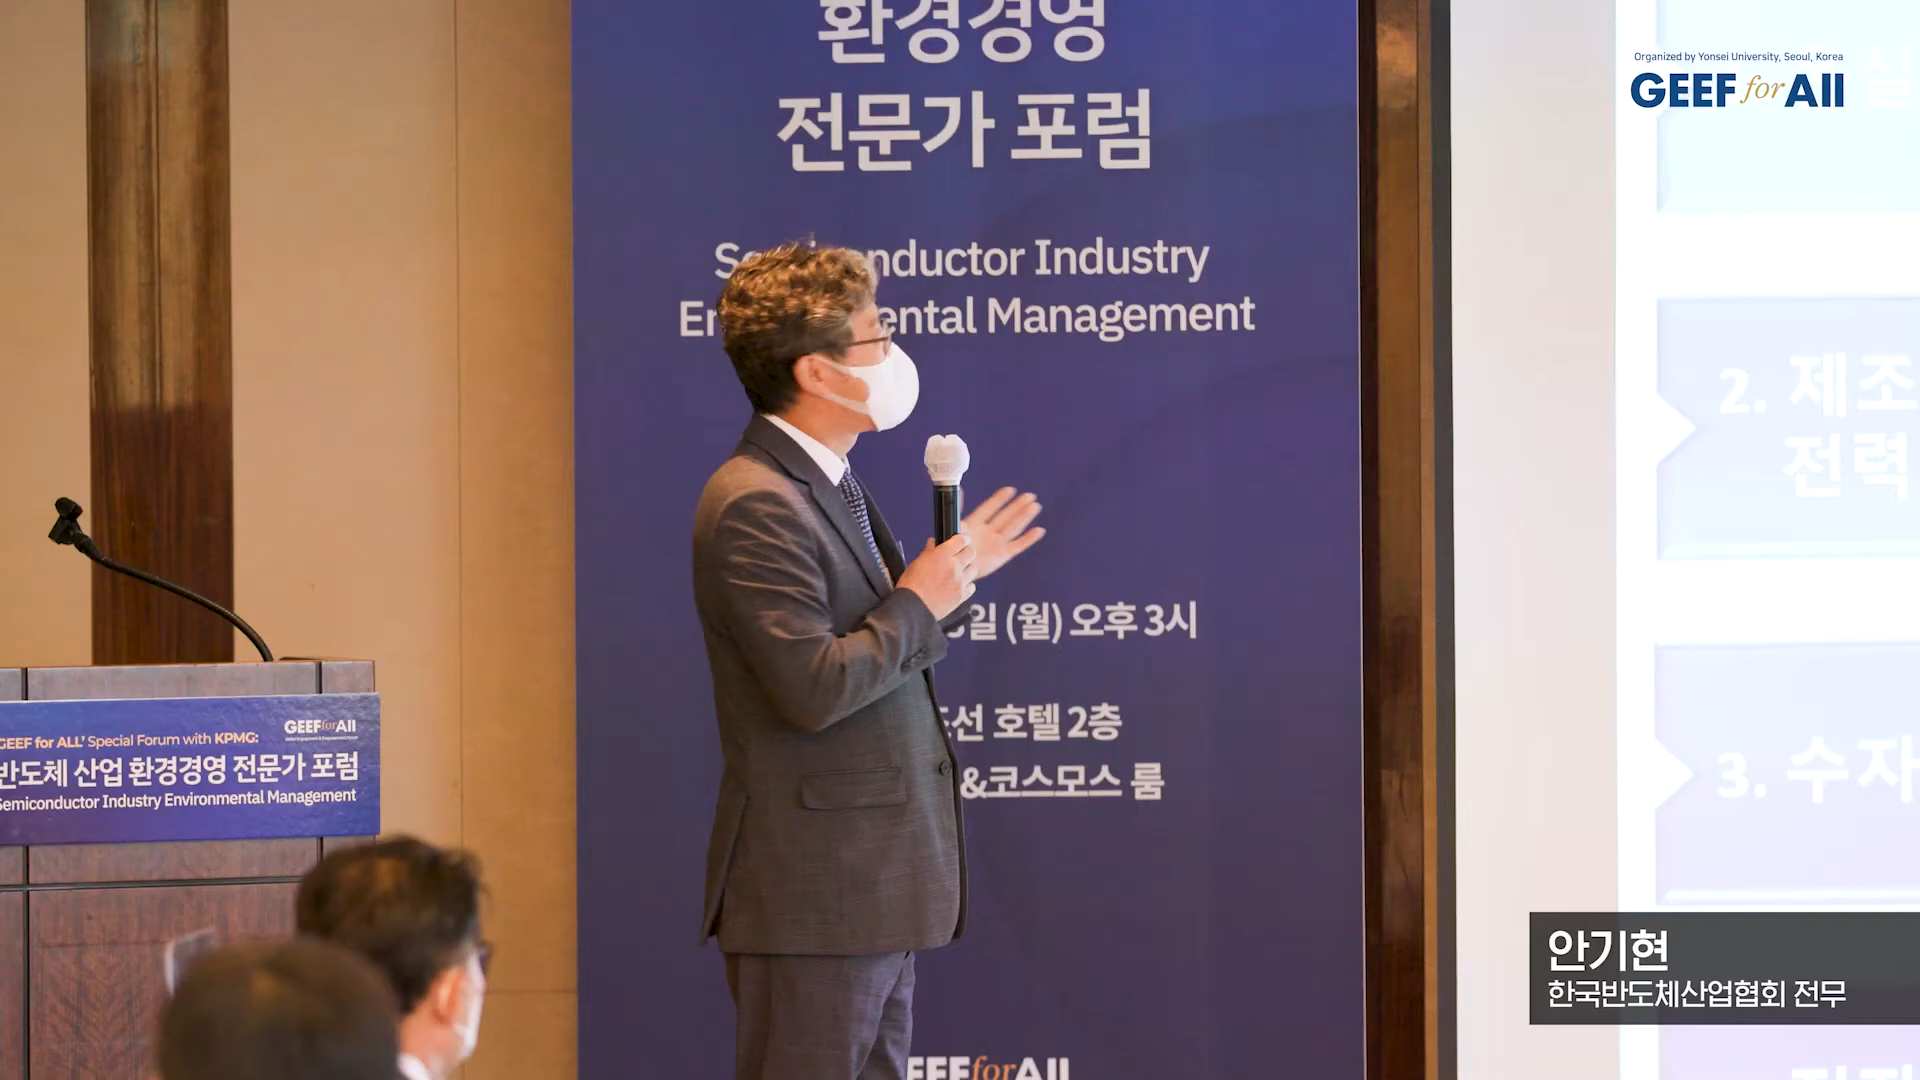 환경경영
전문가 포럼
nductor Industry
ental Management
일 (월) 오후 3시
선 호텔 2층
&코스모스 룸
for All
Organized by Yonsei University, Seoul, Korea
GEEF for All
실
2. 제조
전력
3. 수자
GEEF for All
GEEF for ALL' Special Forum with KPMG:
반도체 산업 환경경영 전문가 포럼
Semiconductor Industry Environmental Management
안기현
한국반도체산업협회 전무